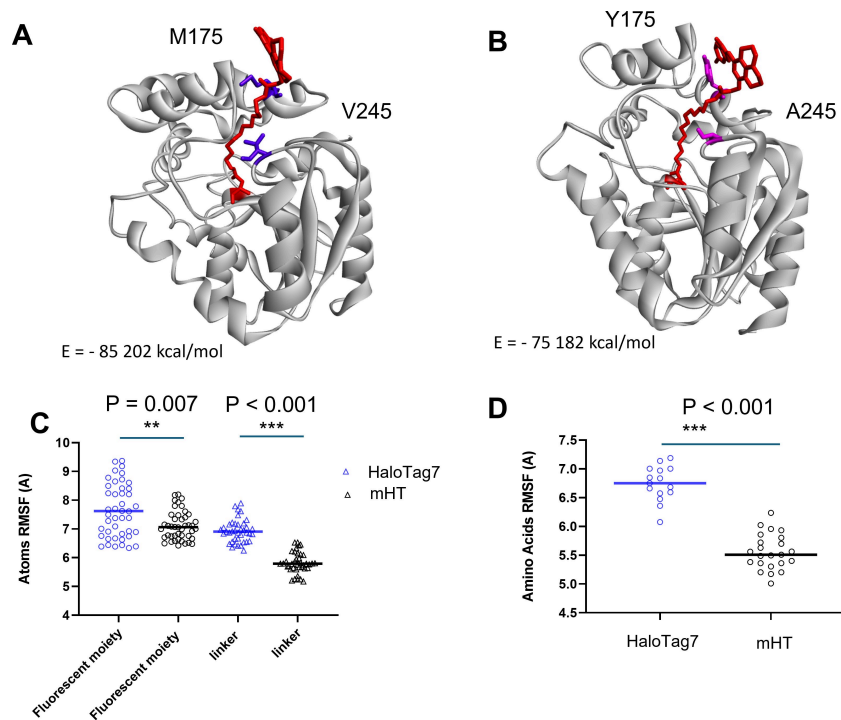 A
M175
V245
E = - 85 202 kcal/mol
B
Y175
A245
E = - 75 182 kcal/mol
C
P = 0.007
P < 0.001
**
***
HaloTag7
mHT
Atoms RMSF (A)
10
9
8
7
6
5
4
Fluorescent moiety
Fluorescent moiety
linker
linker
D
P < 0.001
***
Amino Acids RMSF (A)
7.5
7.0
6.5
6.0
5.5
5.0
4.5
HaloTag7
mHT